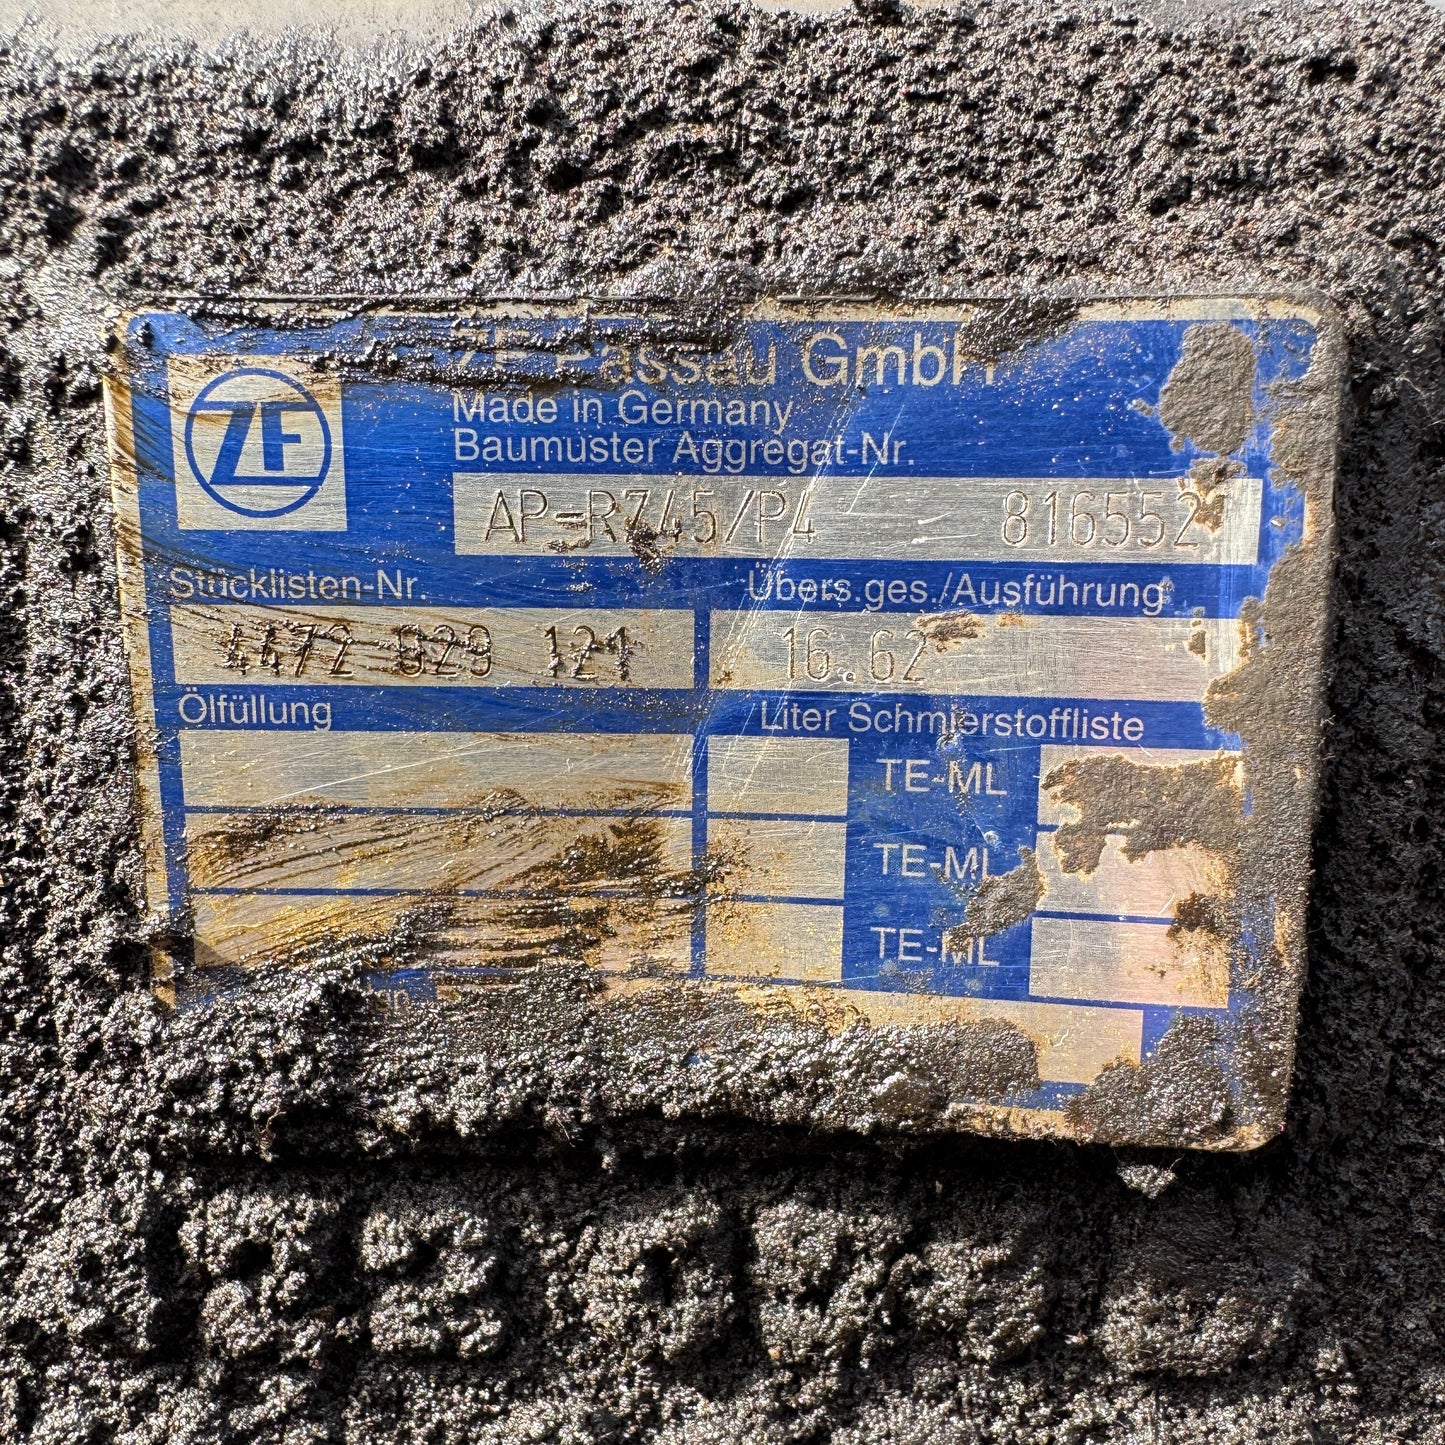 ZF Passau GmbH
ZF
Made in Germany
Baumuster Aggregat-Nr.
AP-R745/P4 816552
Stücklisten-Nr. Übers.ges./Ausführung
4472 029 121 16.62
Ölfüllung Liter Schmierstoffliste
TE-ML
TE-ML
TE-ML